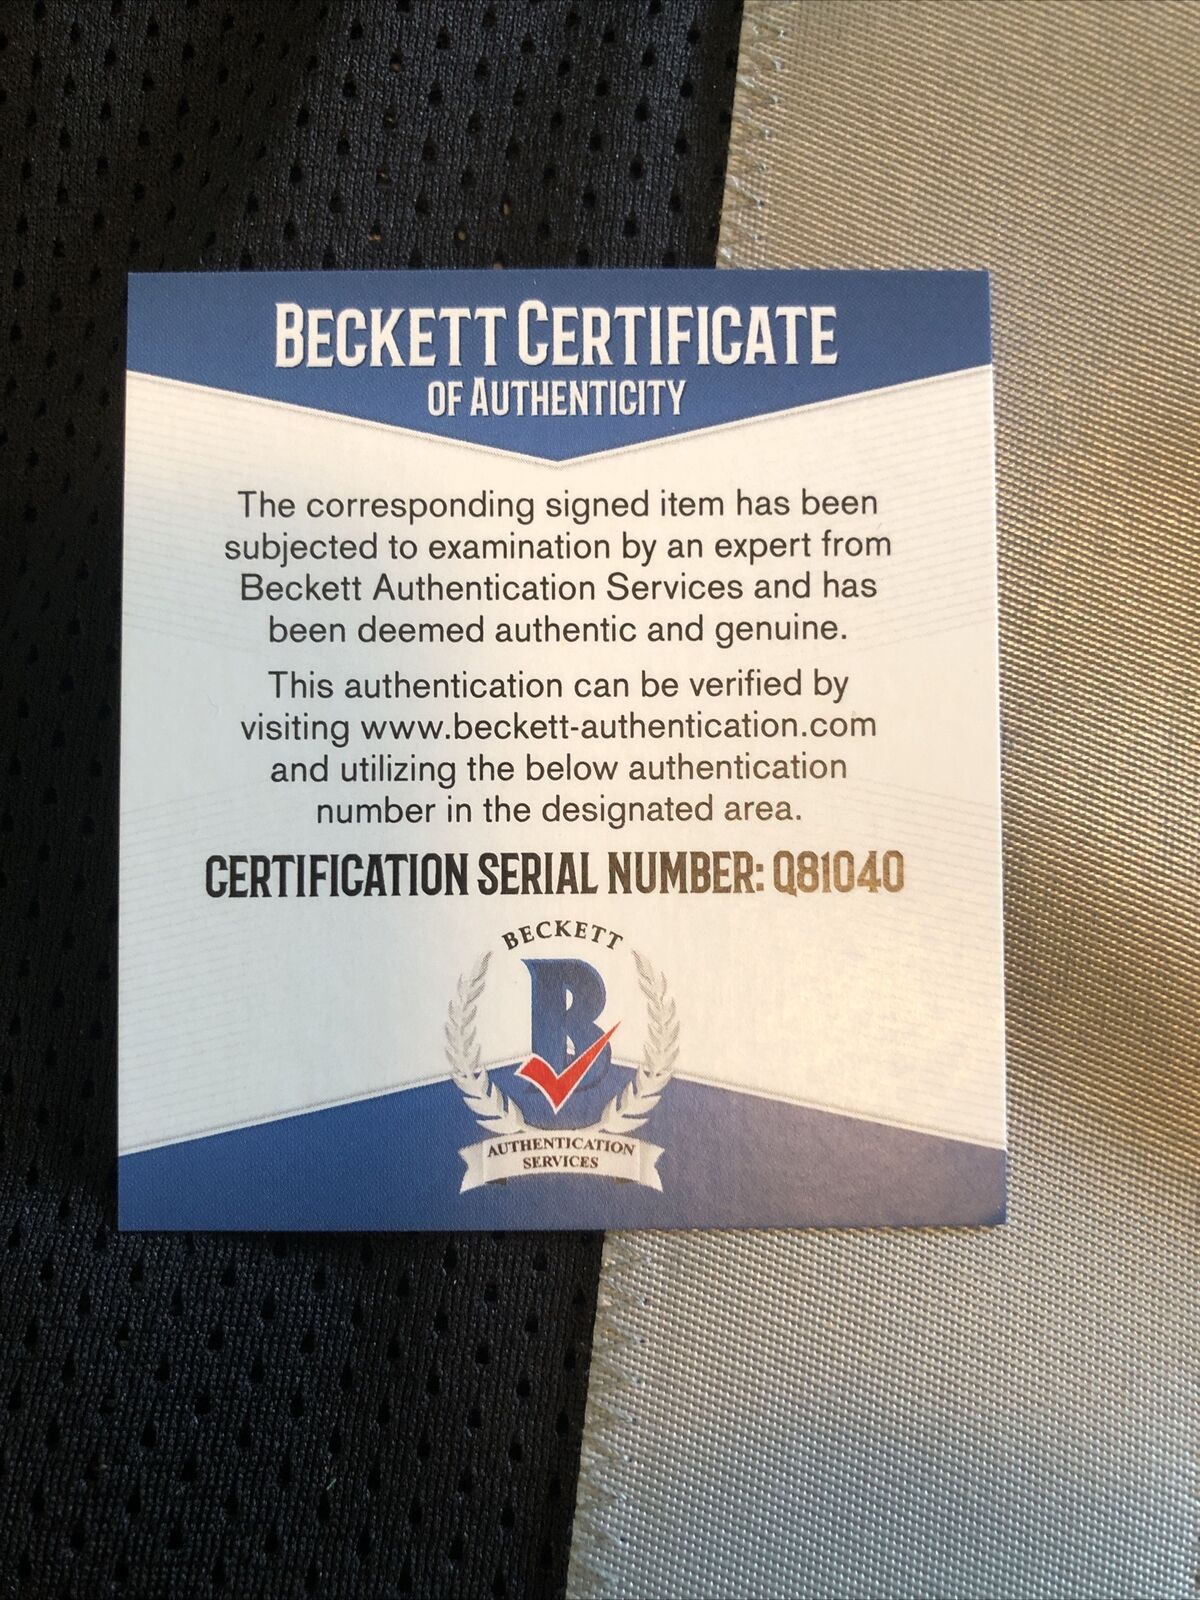 BECKETT CERTIFICATE
OF AUTHENTICITY
The corresponding signed item has been
subjected to examination by an expert from
Beckett Authentication Services and has
been deemed authentic and genuine.
This authentication can be verified by
visiting www.beckett-authentication.com
and utilizing the below authentication
number in the designated area.
CERTIFICATION SERIAL NUMBER: Q81040
BECKETT
B
AUTHENTICATION
SERVICES